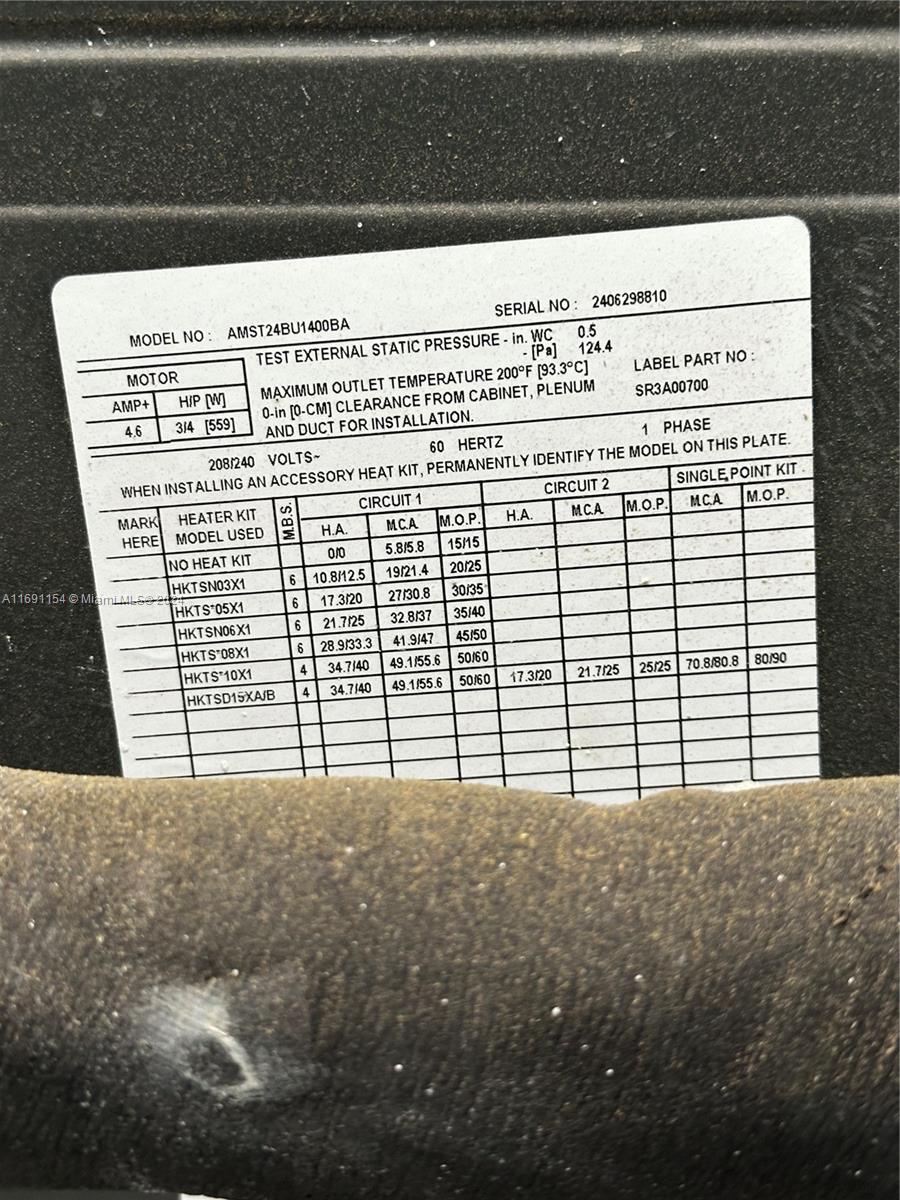 MODEL NO : AMST24BU1400BA SERIAL NO : 2406298810
TEST EXTERNAL STATIC PRESSURE - in. WC 0.5
- [Pa] 124.4
MOTOR
AMP+ H/P [W]
4.6 3/4 [559]
MAXIMUM OUTLET TEMPERATURE 200°F [93.3°C]
0-in [0-CM] CLEARANCE FROM CABINET, PLENUM
AND DUCT FOR INSTALLATION.
LABEL PART NO :
SR3A00700
208/240 VOLTS~ 60 HERTZ 1 PHASE
WHEN INSTALLING AN ACCESSORY HEAT KIT, PERMANENTLY IDENTIFY THE MODEL ON THIS PLATE.
MARK HERE HEATER KIT MODEL USED M.B.S. CIRCUIT 1 CIRCUIT 2 SINGLE POINT KIT
H.A. M.C.A. M.O.P. H.A. M.C.A. M.O.P. M.C.A. M.O.P.
NO HEAT KIT 0/0 5.8/5.8 15/15
HKTSN03X1 6 10.8/12.5 19/21.4 20/25
HKTS*05X1 6 17.3/20 27/30.8 30/35
HKTSN06X1 6 21.7/25 32.8/37 35/40
HKTS*08X1 6 28.9/33.3 41.9/47 45/50
HKTS*10X1 4 34.7/40 49.1/55.6 50/60
HKTSD15XA/B 4 34.7/40 49.1/55.6 50/60 17.3/20 21.7/25 25/25 70.8/80.8 80/90
A11691154 © Miami MLS® 2024